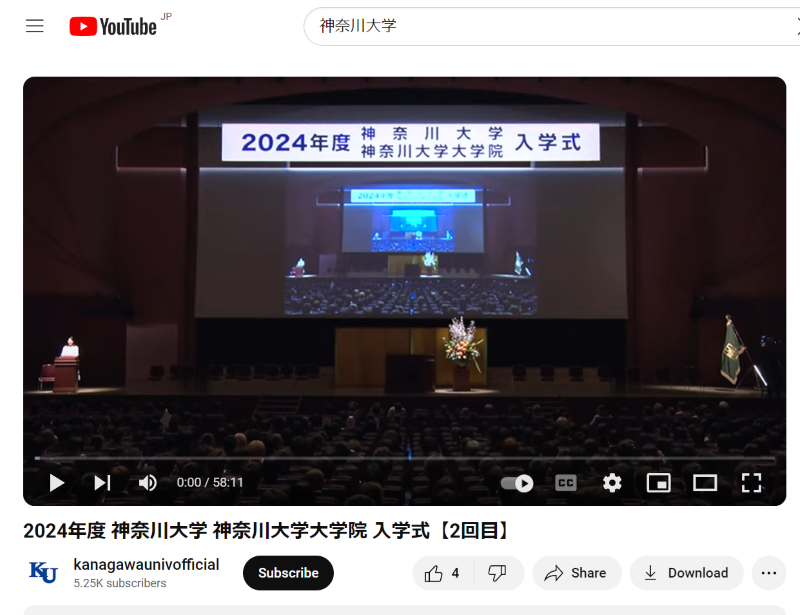 YouTube JP
神奈川大学
2024年度 神奈川大学 神奈川大学大学院 入学式
0:00 / 58:11
CC
2024年度 神奈川大学 神奈川大学大学院 入学式【2回目】
KU
kanagawaunivofficial
5.25K subscribers
Subscribe
4
Share
Download